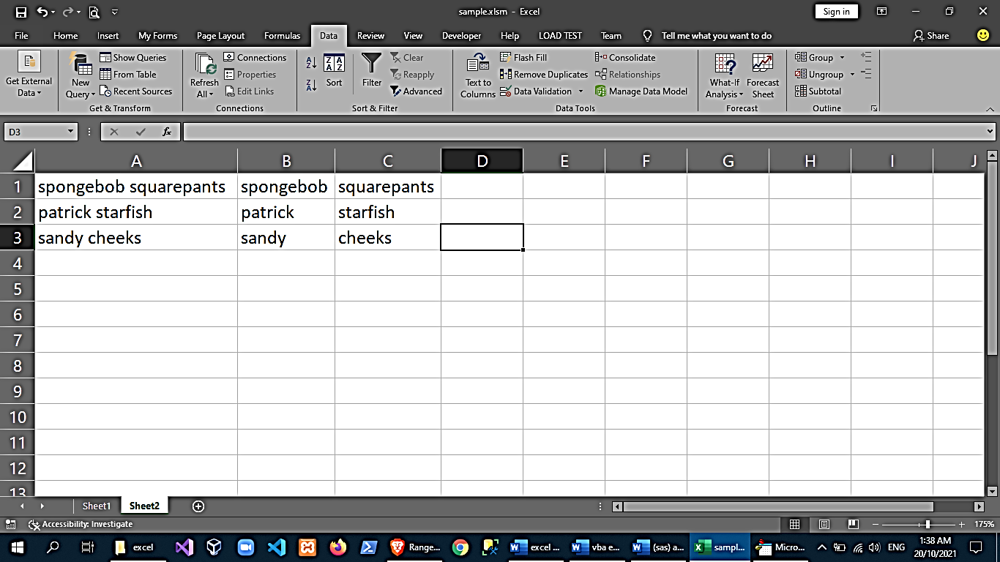 sample.xlsm - Excel
Sign in
File Home Insert My Forms Page Layout Formulas Data Review View Developer Help LOAD TEST Team Tell me what you want to do Share
Get External Data
New Query
Show Queries
From Table
Recent Sources
Get & Transform
Refresh All
Connections
Properties
Edit Links
Connections
Sort
Filter
Clear
Reapply
Advanced
Sort & Filter
Text to Columns
Flash Fill
Remove Duplicates
Data Validation
Consolidate
Relationships
Manage Data Model
Data Tools
What-If Analysis
Forecast Sheet
Forecast
Group
Ungroup
Subtotal
Outline
D3
fx
A B C D E F G H I J
1 spongebob squarepants spongebob squarepants
2 patrick starfish patrick starfish
3 sandy cheeks sandy cheeks
4
5
6
7
8
9
10
11
12
13
Sheet1 Sheet2
Accessibility: Investigate
175%
excel Range... excel ... vba e... (sas) a... sampl... Micro... ENG
1:38 AM
20/10/2021